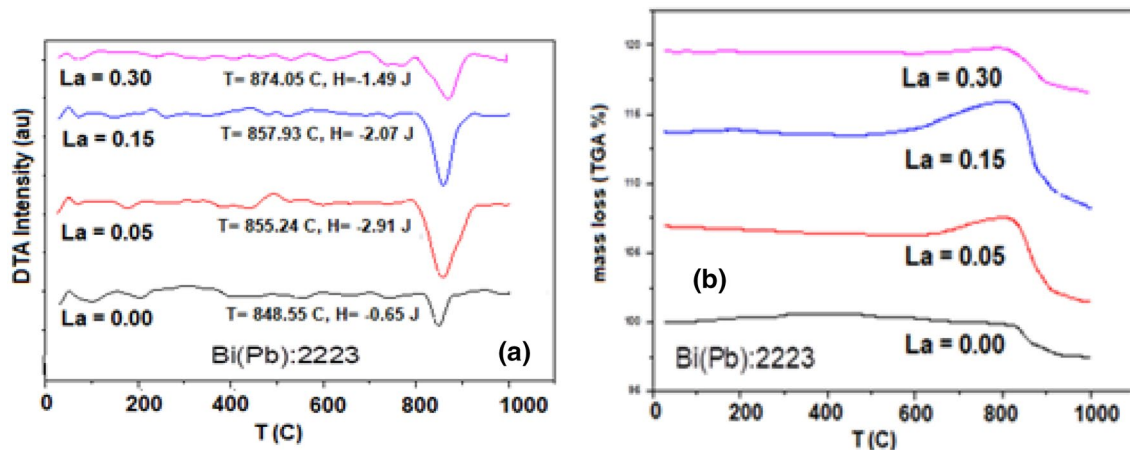 DTA Intensity (au)
La = 0.30
T= 874.05 C, H=-1.49 J
La = 0.15
T= 857.93 C, H= -2.07 J
La = 0.05
T= 855.24 C, H= -2.91 J
La = 0.00
T= 848.55 C, H= -0.65 J
Bi(Pb):2223
(a)
0 200 400 600 800 1000
T (C)
(b)
mass loss (TGA %)
120
115
110
105
100
95
La = 0.30
La = 0.15
La = 0.05
La = 0.00
(b)
Bi(Pb):2223
0 200 400 600 800 1000
T (C)